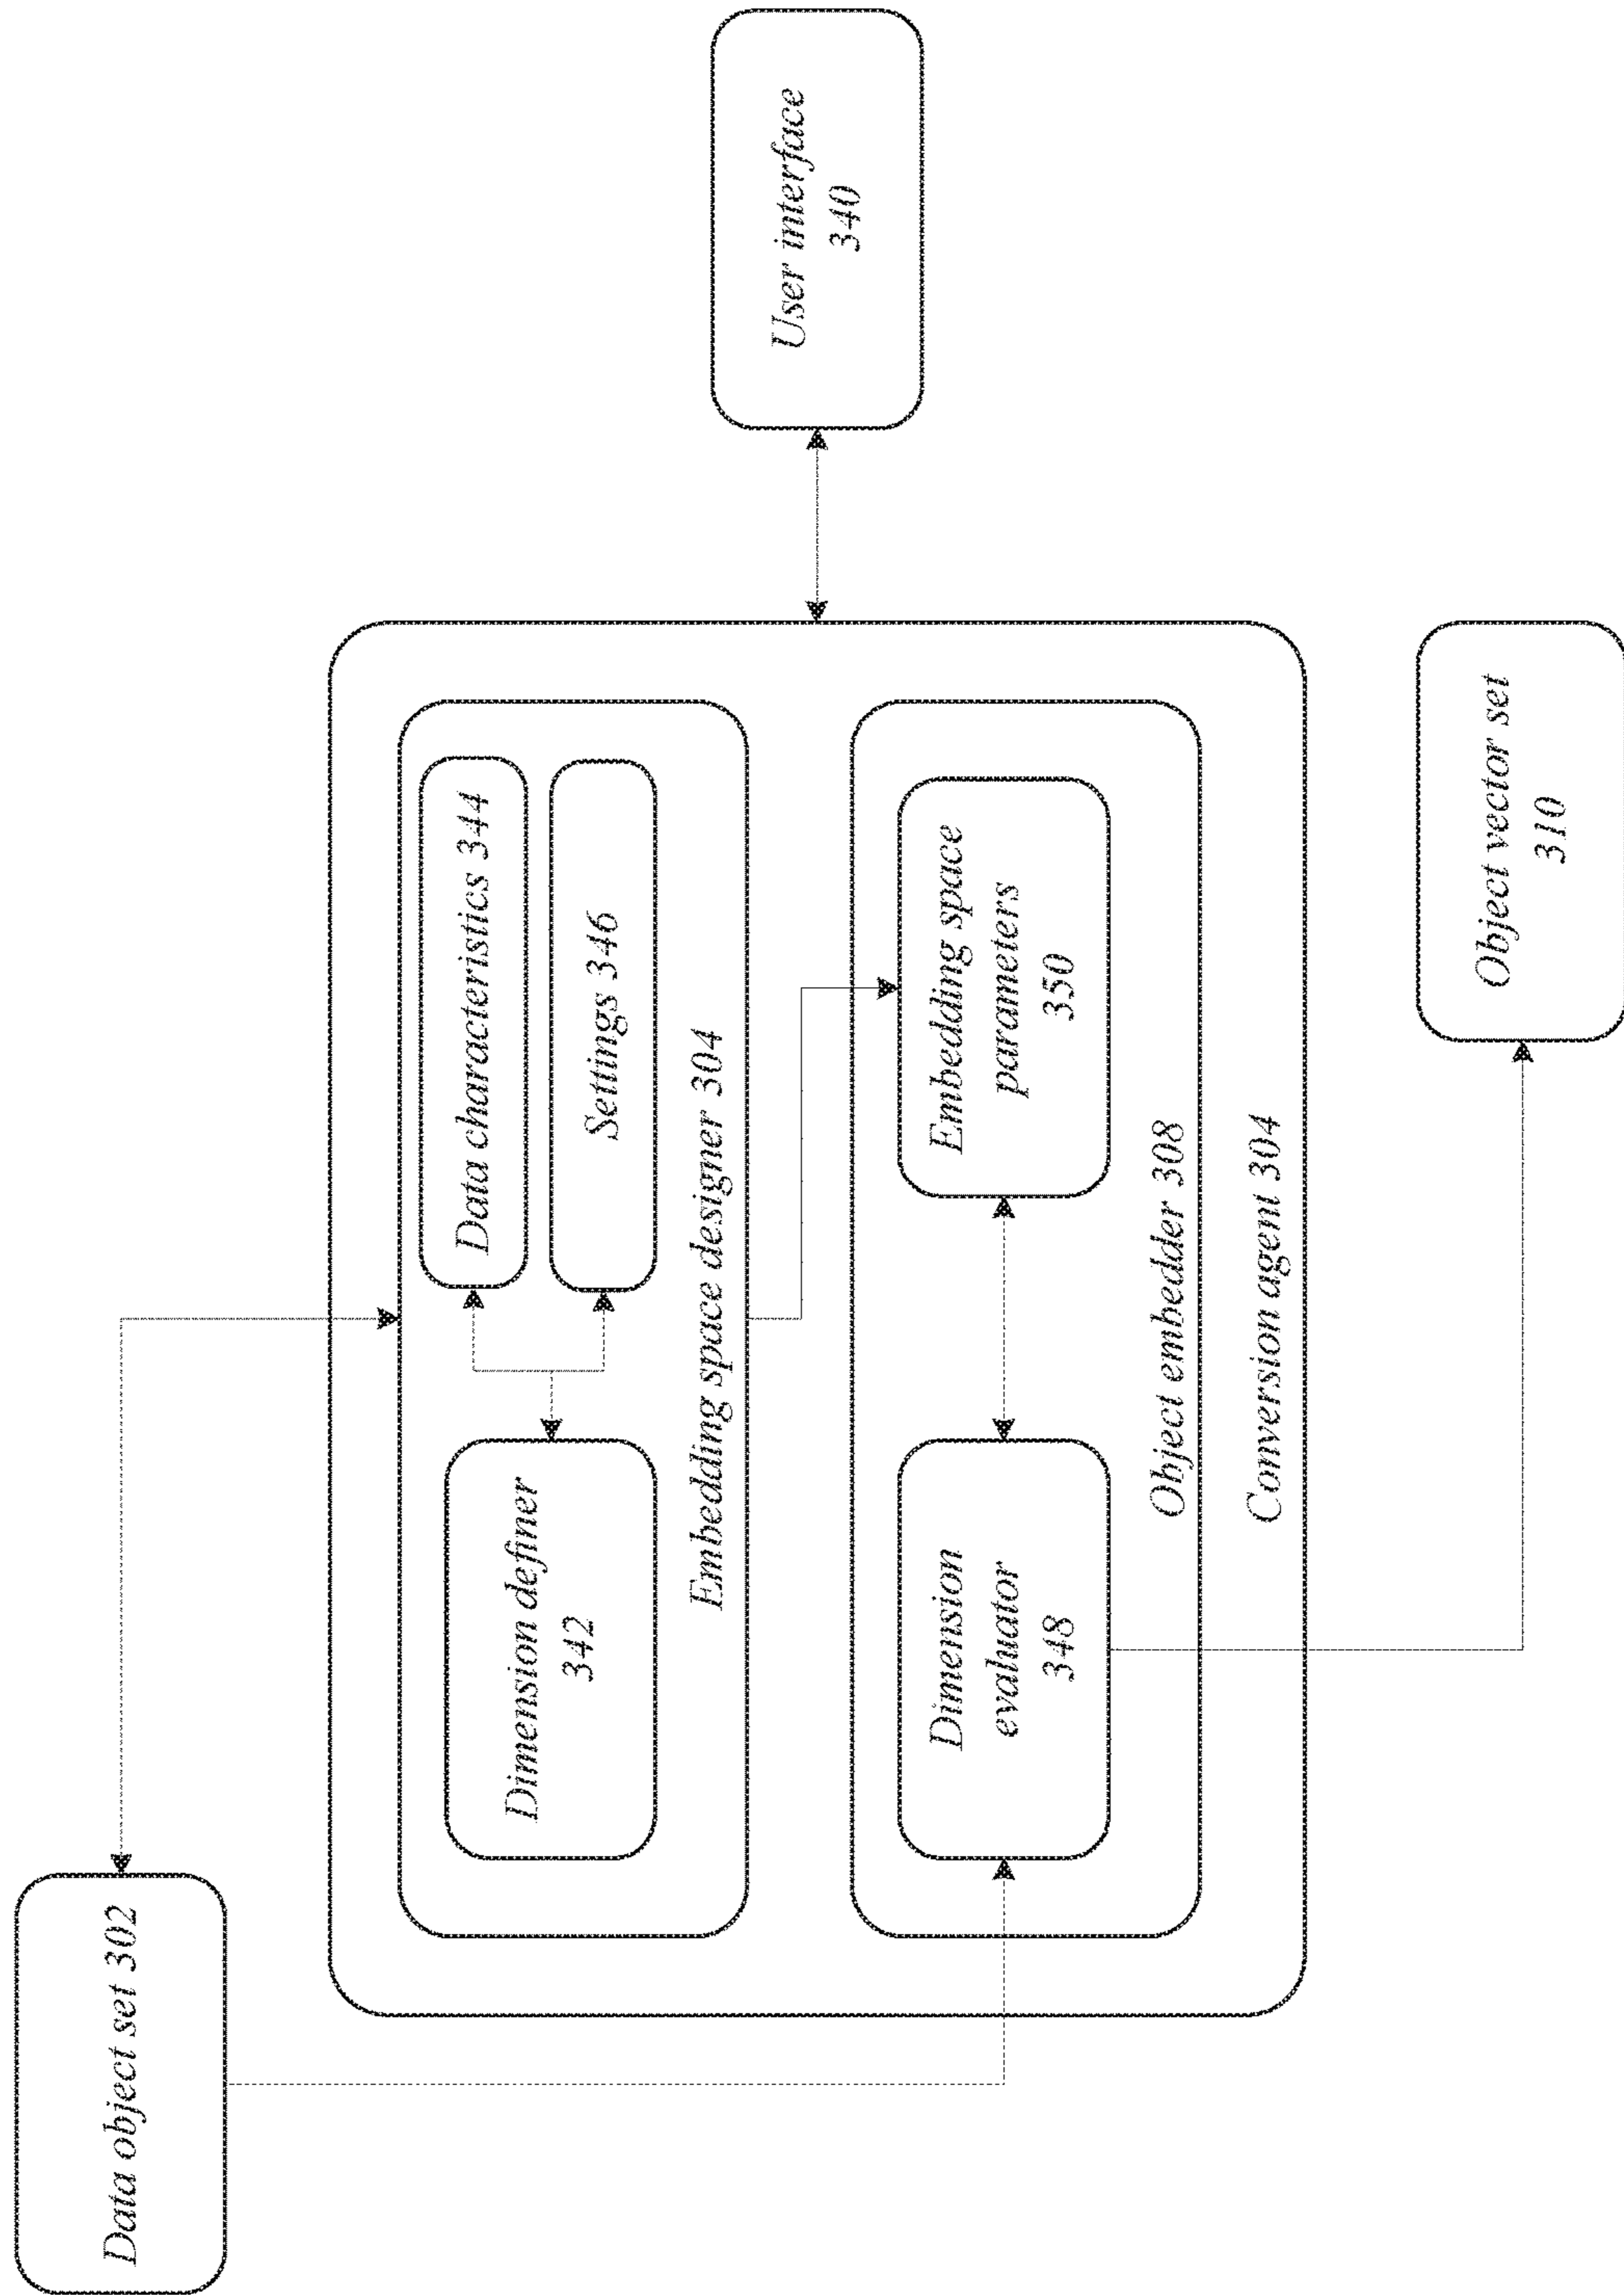 Data object set 302
Dimension definer
342
Data characteristics 344
Settings 346
Embedding space designer 304
User interface
340
Dimension
evaluator
348
Embedding space
parameters
350
Object embedder 308
Conversion agent 304
Object vector set
310